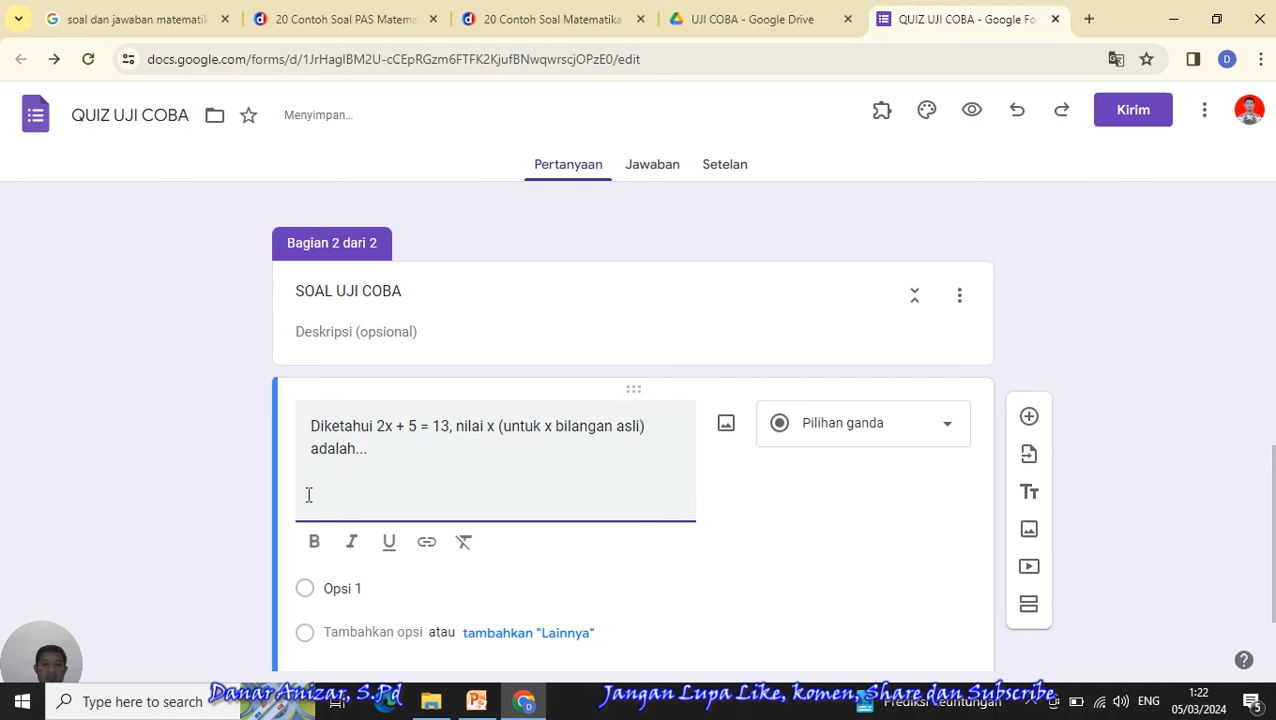 soal dan jawaban matematik
20 Contoh Soal PAS Matema
20 Contoh Soal Matematika
UJI COBA - Google Drive
QUIZ UJI COBA - Google Fo
docs.google.com/forms/d/1JrHagIBM2U-cCEpRGzm6FTFK2KjufBNwqwrscjOPzE0/edit
D
QUIZ UJI COBA
Menyimpan...
Kirim
Pertanyaan
Jawaban
Setelan
Bagian 2 dari 2
SOAL UJI COBA
Deskripsi (opsional)
Diketahui 2x + 5 = 13, nilai x (untuk x bilangan asli)
adalah...
Pilihan ganda
B I U
Opsi 1
Tambahkan opsi atau tambahkan "Lainnya"
Type here to search
Danar Anizar, S.Pd
Jangan Lupa Like, komen, Share dan Subscribe
Prediksi keuntungan
ENG
1:22
05/03/2024
5